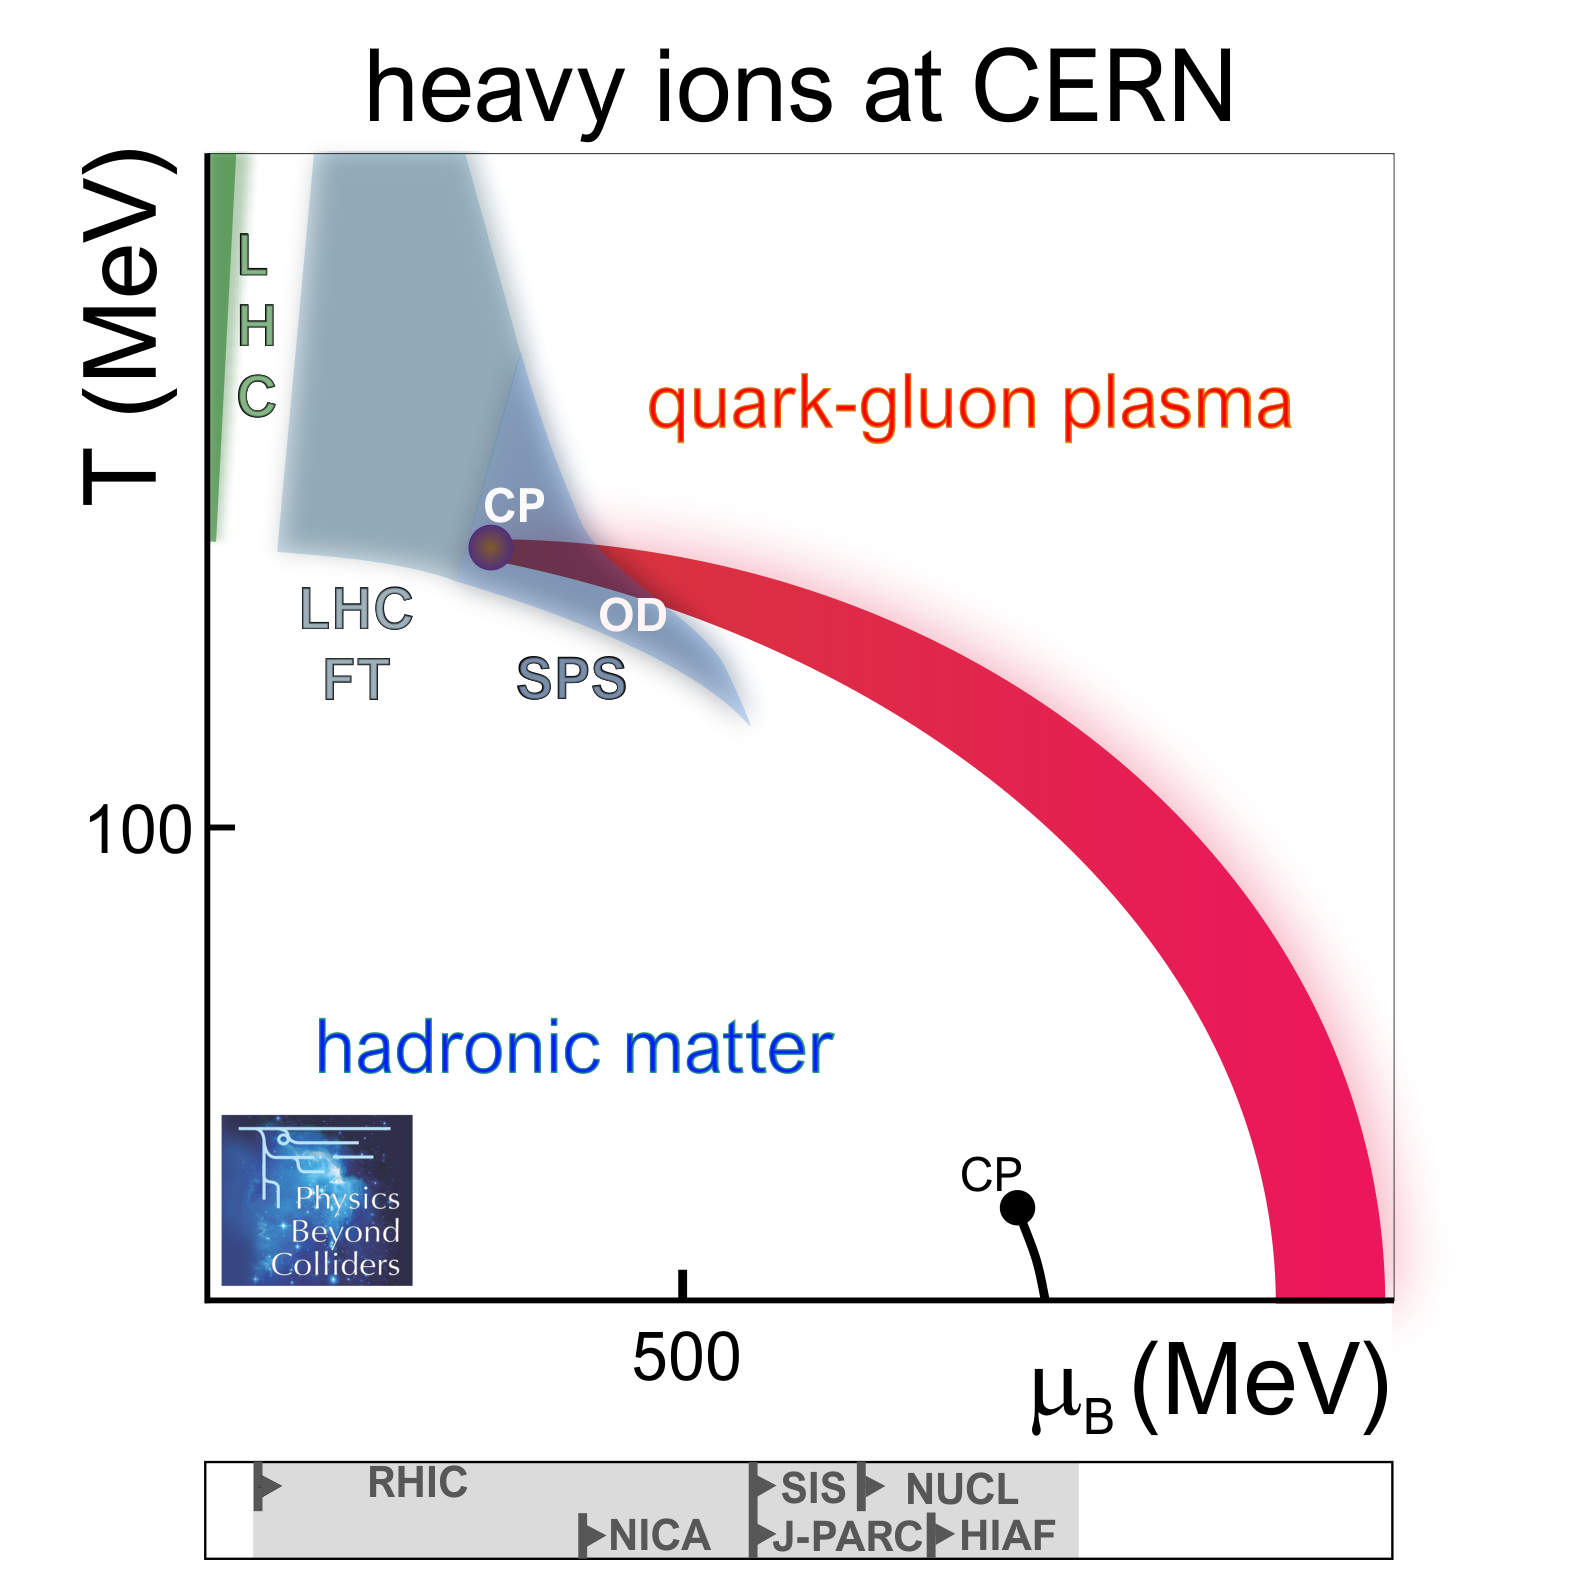 heavy ions at CERN
T (MeV)
L
H
C
quark-gluon plasma
CP
LHC
FT
OD
SPS
100
hadronic matter
Physics
Beyond
Colliders
CP
500
μB (MeV)
RHIC
SIS
NUCL
NICA
J-PARC
HIAF